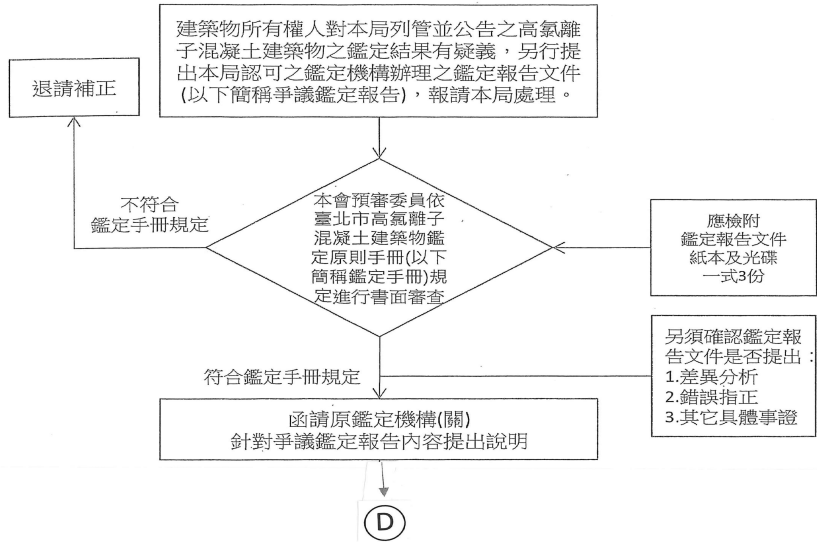 建築物所有權人對本局列管並公告之高氯離
子混凝土建築物之鑑定結果有疑義，另行提
出本局認可之鑑定機構辦理之鑑定報告文件
(以下簡稱爭議鑑定報告)，報請本局處理。
退請補正
不符合
鑑定手冊規定
本會預審委員依
臺北市高氯離子
混凝土建築物鑑
定原則手冊(以下
簡稱鑑定手冊)規
定進行書面審查
應檢附
鑑定報告文件
紙本及光碟
一式3份
另須確認鑑定報
告文件是否提出：
1.差異分析
2.錯誤指正
3.其它具體事證
符合鑑定手冊規定
函請原鑑定機構(關)
針對爭議鑑定報告內容提出說明
D